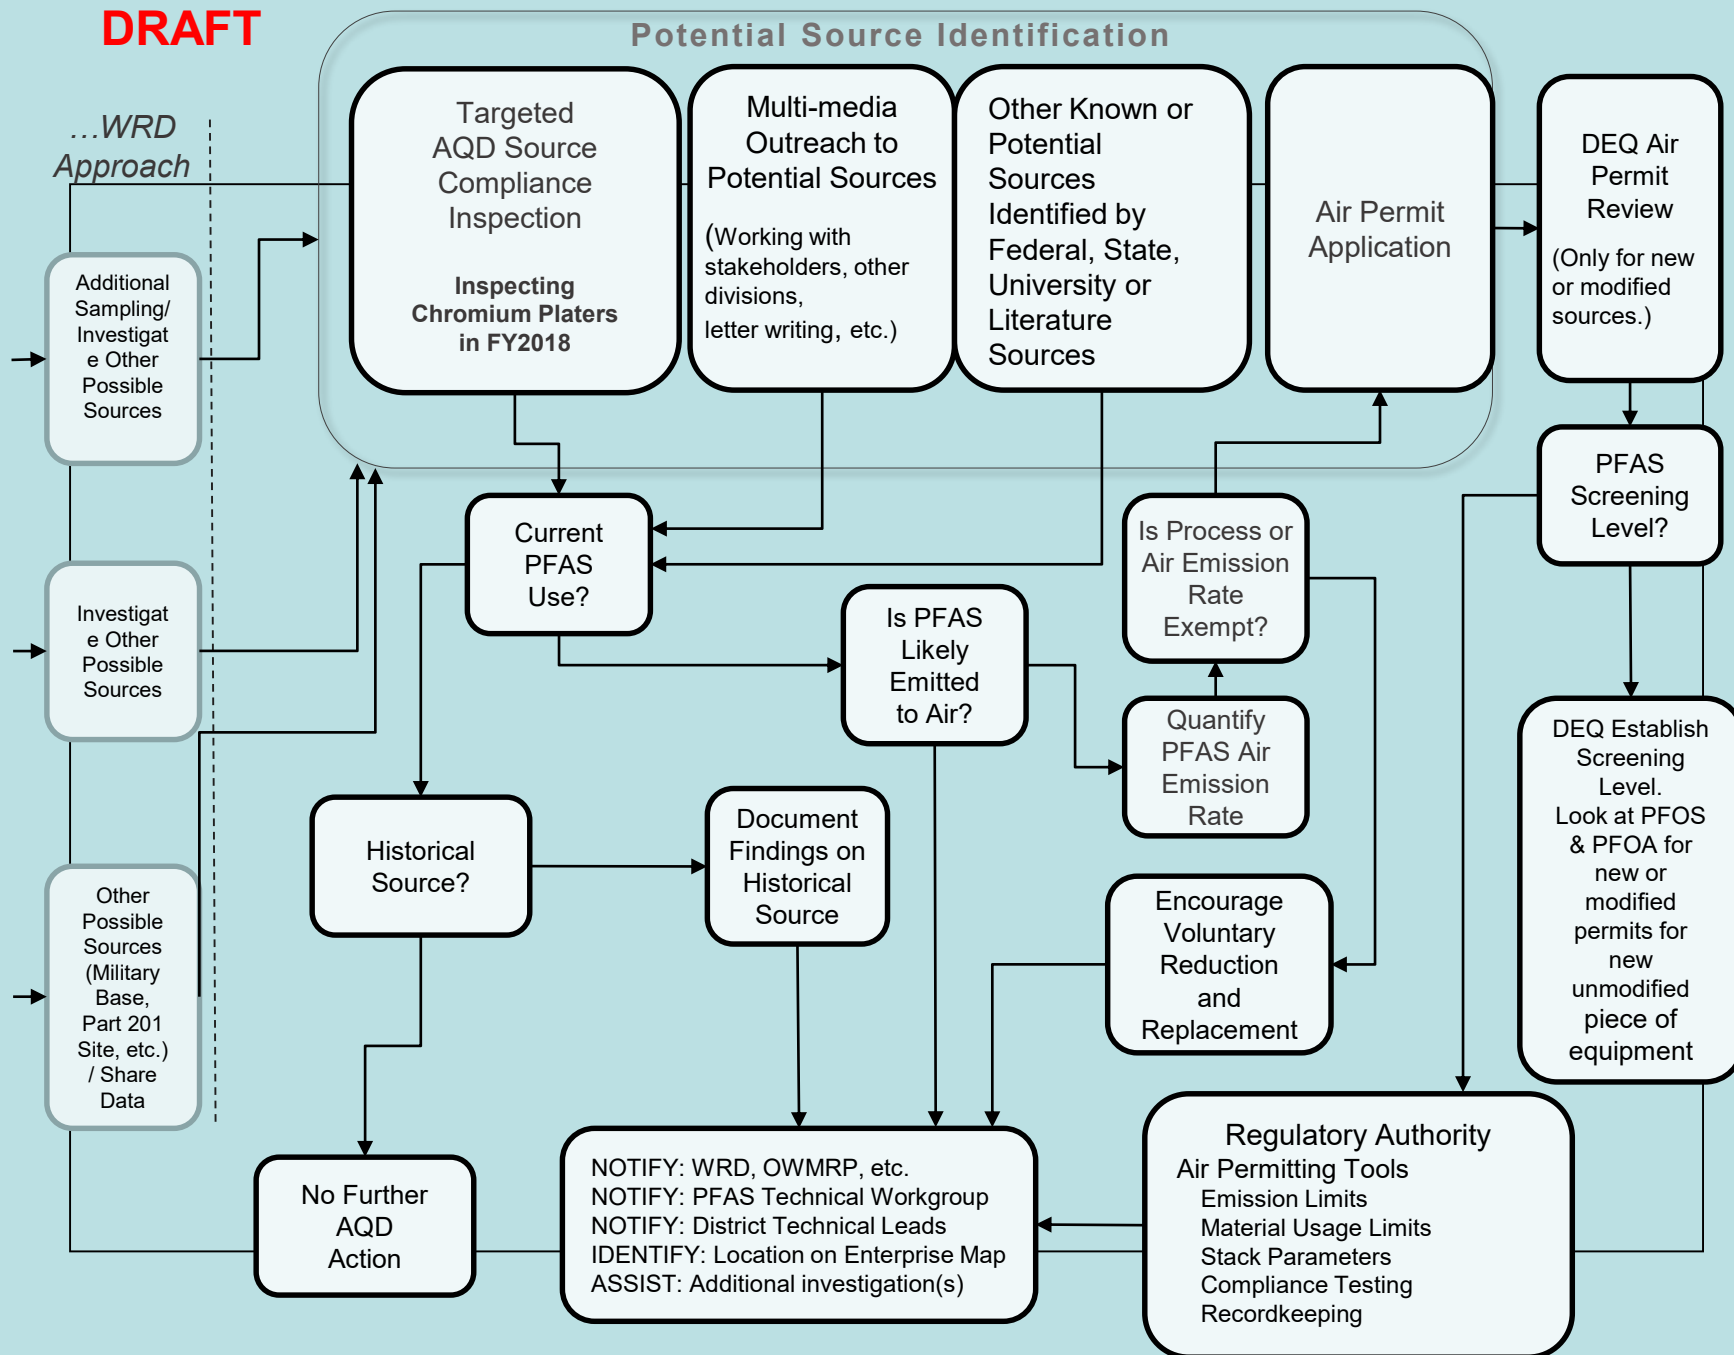 DRAFT
Potential Source Identification
...WRD
Approach
Targeted
AQD Source
Compliance
Inspection
Inspecting
Chromium Platers
in FY2018
Multi-media
Outreach to
Potential Sources
(Working with
stakeholders, other
divisions,
letter writing, etc.)
Other Known or
Potential
Sources
Identified by
Federal, State,
University or
Literature
Sources
Air Permit
Application
DEQ Air
Permit
Review
(Only for new
or modified
sources.)
Additional
Sampling/
Investigat
e Other
Possible
Sources
PFAS
Screening
Level?
Current
PFAS
Use?
Is Process or
Air Emission
Rate
Exempt?
Investigat
e Other
Possible
Sources
Is PFAS
Likely
Emitted
to Air?
Quantify
PFAS Air
Emission
Rate
DEQ Establish
Screening
Level.
Look at PFOS
& PFOA for
new or
modified
permits for
new
unmodified
piece of
equipment
Historical
Source?
Document
Findings on
Historical
Source
Encourage
Voluntary
Reduction
and
Replacement
Other
Possible
Sources
(Military
Base,
Part 201
Site, etc.)
/ Share
Data
No Further
AQD
Action
NOTIFY: WRD, OWMRP, etc.
NOTIFY: PFAS Technical Workgroup
NOTIFY: District Technical Leads
IDENTIFY: Location on Enterprise Map
ASSIST: Additional investigation(s)
Regulatory Authority
Air Permitting Tools
Emission Limits
Material Usage Limits
Stack Parameters
Compliance Testing
Recordkeeping